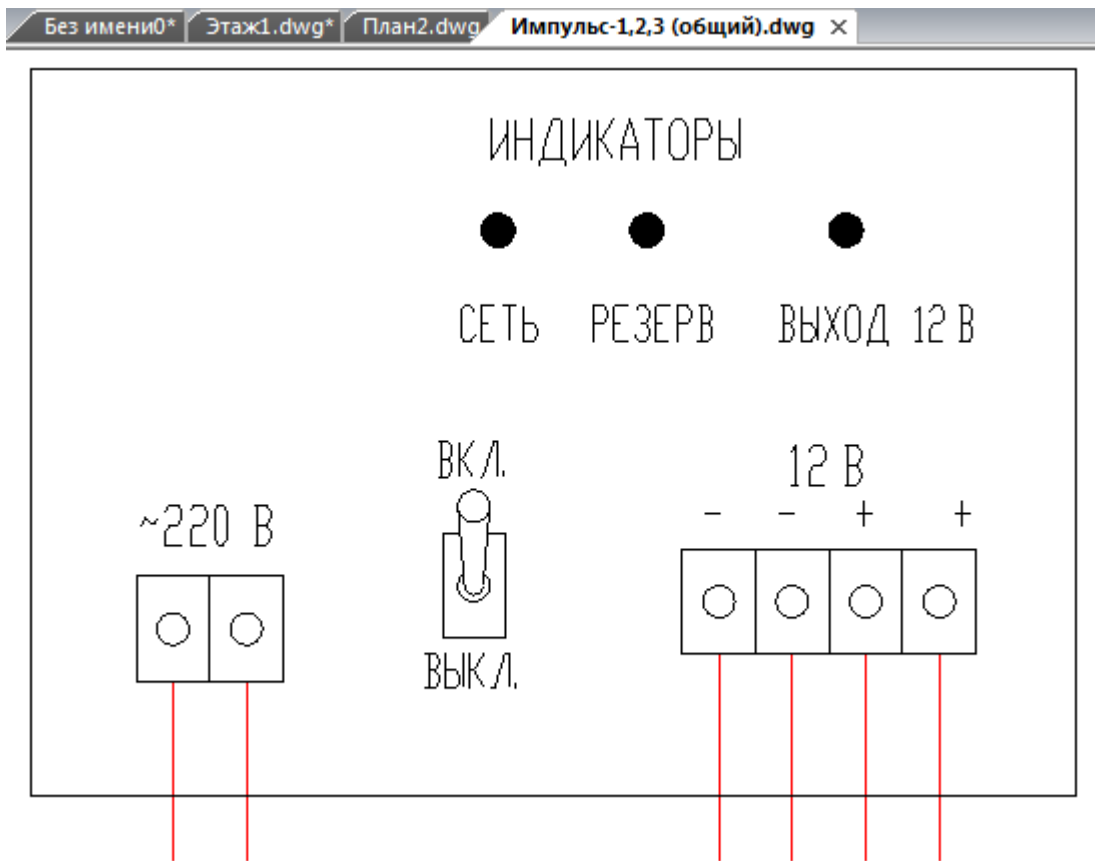 Без имени0* Этаж1.dwg* План2.dwg Импульс-1,2,3 (общий).dwg ×
ИНДИКАТОРЫ
СЕТЬ РЕЗЕРВ ВЫХОД 12 В
ВКЛ.
12 В
- - + +
~220 В
ВЫКЛ.